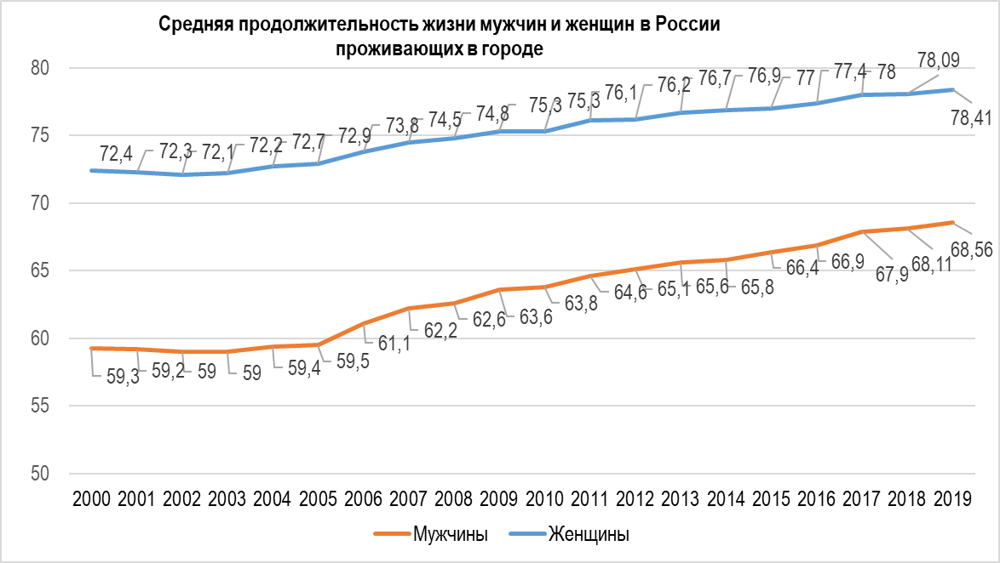 Средняя продолжительность жизни мужчин и женщин в России
проживающих в городе
80
75
70
65
60
55
50
72,4 72,3 72,1 72,2 72,7 72,9 73,8 74,5 74,8 75,3 75,3 76,1 76,2 76,7 76,9 77 77,4 78 78,09 78,41
59,3 59,2 59 59 59,4 59,5 61,1 62,2 62,6 63,6 63,8 64,6 65,1 65,6 65,8 66,4 66,9 67,9 68,11 68,56
2000 2001 2002 2003 2004 2005 2006 2007 2008 2009 2010 2011 2012 2013 2014 2015 2016 2017 2018 2019
Мужчины Женщины